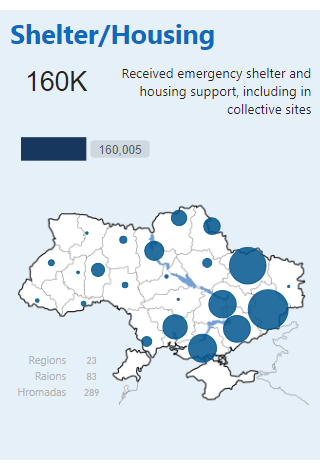 Shelter/Housing
160K
Received emergency shelter and
housing support, including in
collective sites
160,005
Regions 23
Raions 83
Hromadas 289